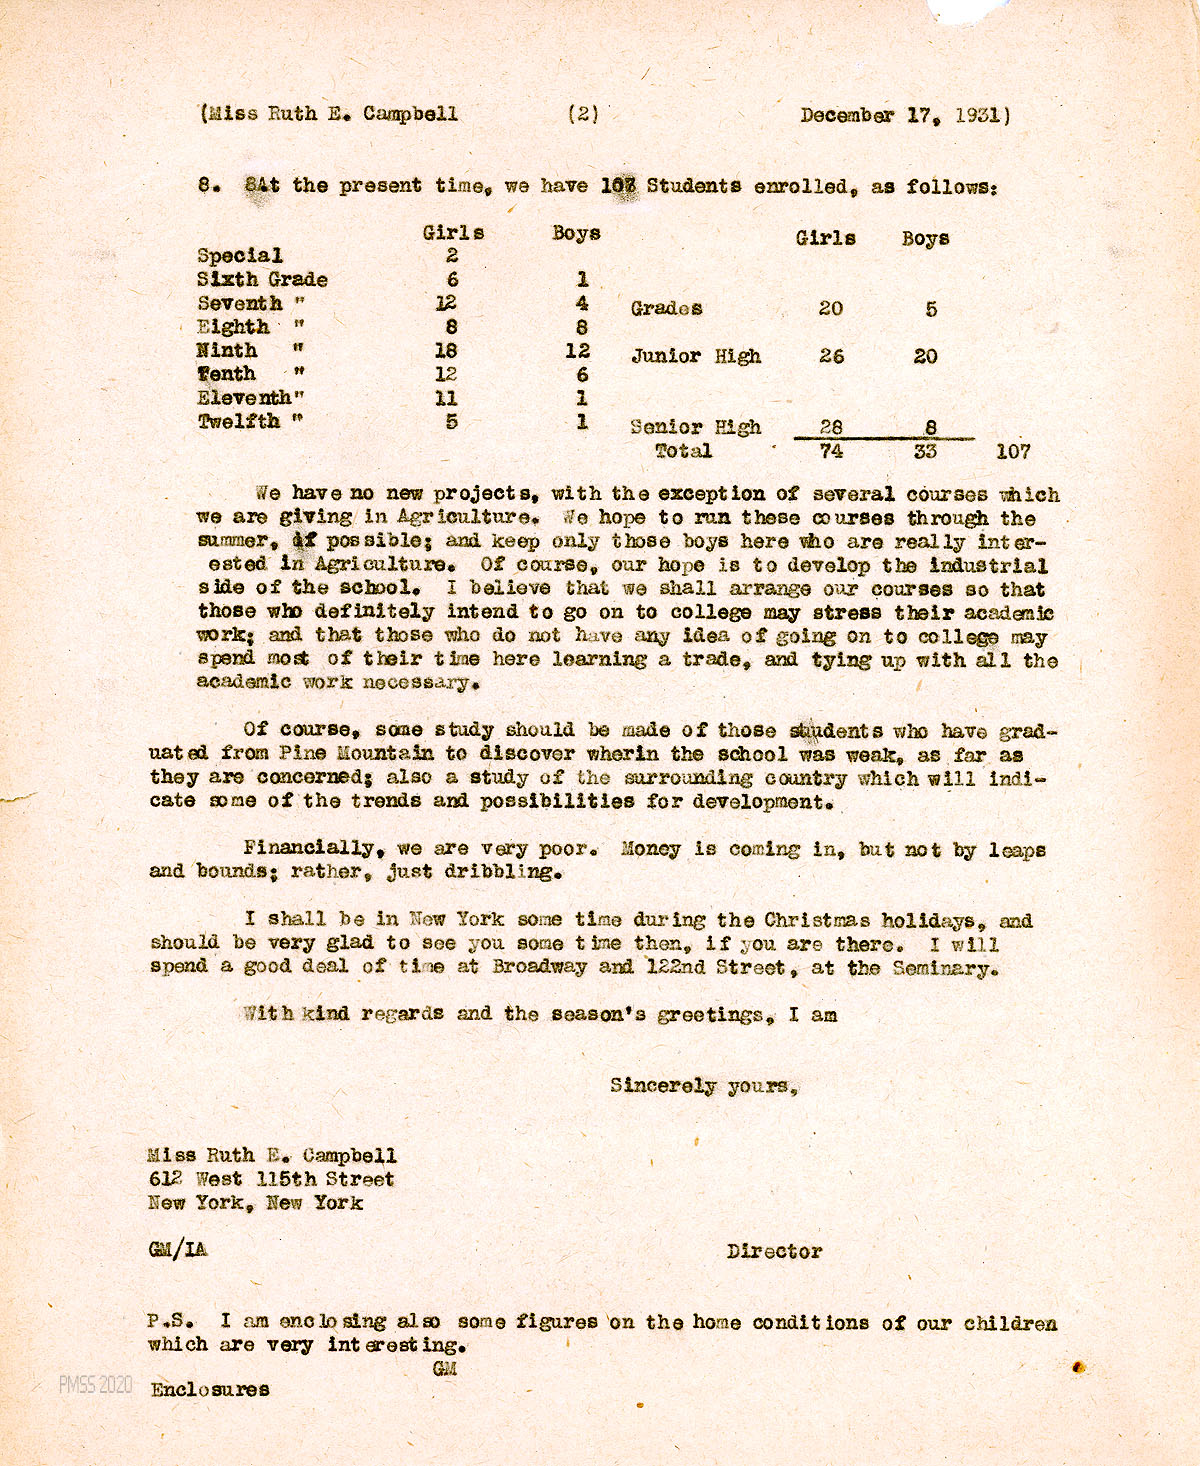 (Miss Ruth E. Campbell (2) December 17, 1931)
8. 8At the present time, we have 107 Students enrolled, as follows:
Girls Boys Girls Boys
Special 2
Sixth Grade 6 1
Seventh " 12 4 Grades 20 5
Eighth " 8 8
Ninth " 18 12 Junior High 26 20
Tenth " 12 6
Eleventh" 11 1
Twelfth " 5 1 Senior High 28 8
Total 74 33 107
We have no new projects, with the exception of several courses which
we are giving in Agriculture. We hope to run these courses through the
summer, if possible; and keep only those boys here who are really inter-
ested in Agriculture. Of course, our hope is to develop the industrial
side of the school. I believe that we shall arrange our courses so that
those who definitely intend to go on to college may stress their academic
work; and that those who do not have any idea of going on to college may
spend most of their time here learning a trade, and tying up with all the
academic work necessary.
Of course, some study should be made of those students who have grad-
uated from Pine Mountain to discover wherin the school was weak, as far as
they are concerned; also a study of the surrounding country which will indi-
cate some of the trends and possibilities for development.
Financially, we are very poor. Money is coming in, but not by leaps
and bounds; rather, just dribbling.
I shall be in New York some time during the Christmas holidays, and
should be very glad to see you some time then, if you are there. I will
spend a good deal of time at Broadway and 122nd Street, at the Seminary.
With kind regards and the season's greetings, I am
Sincerely yours,
Miss Ruth E. Campbell
612 West 115th Street
New York, New York
GM/IA Director
P.S. I am enclosing also some figures on the home conditions of our children
which are very interesting.
GM
PMSS 2020
Enclosures